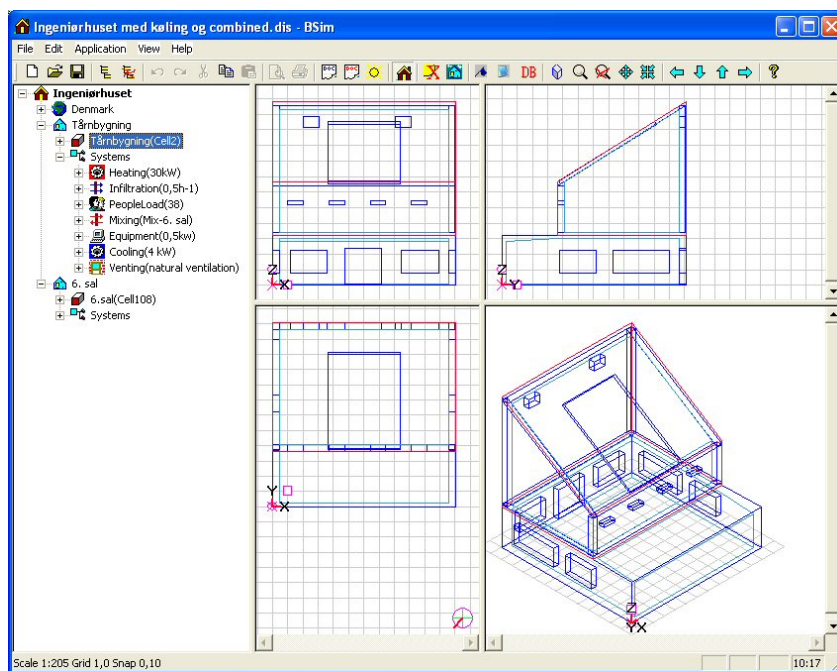 Ingeniørhuset med køling og combined.dis - BSim
File Edit Application View Help
DB
Ingeniørhuset
Denmark
Tårnbygning
Tårnbygning(Cell2)
Systems
Heating(30kW)
Infiltration(0,5h-1)
PeopleLoad(38)
Mixing(Mix-6. sal)
Equipment(0,5kw)
Cooling(4 kW)
Venting(natural ventilation)
6. sal
6.sal(Cell108)
Systems
Z
X
Z
Y
Y
X
Z
YX
Scale 1:205 Grid 1,0 Snap 0,10
10:17